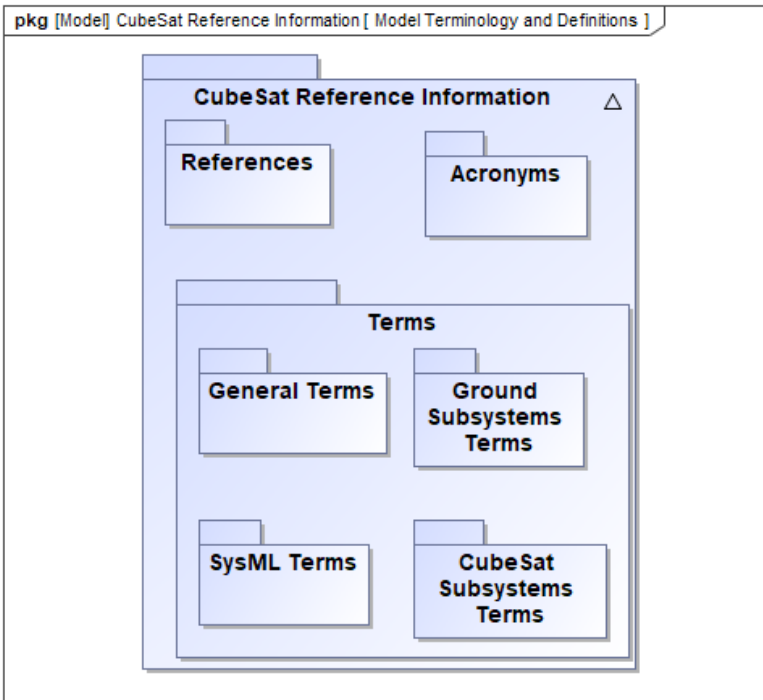 pkg [Model] CubeSat Reference Information [ Model Terminology and Definitions ]
CubeSat Reference Information
References
Acronyms
Terms
General Terms
Ground
Subsystems
Terms
SysML Terms
CubeSat
Subsystems
Terms